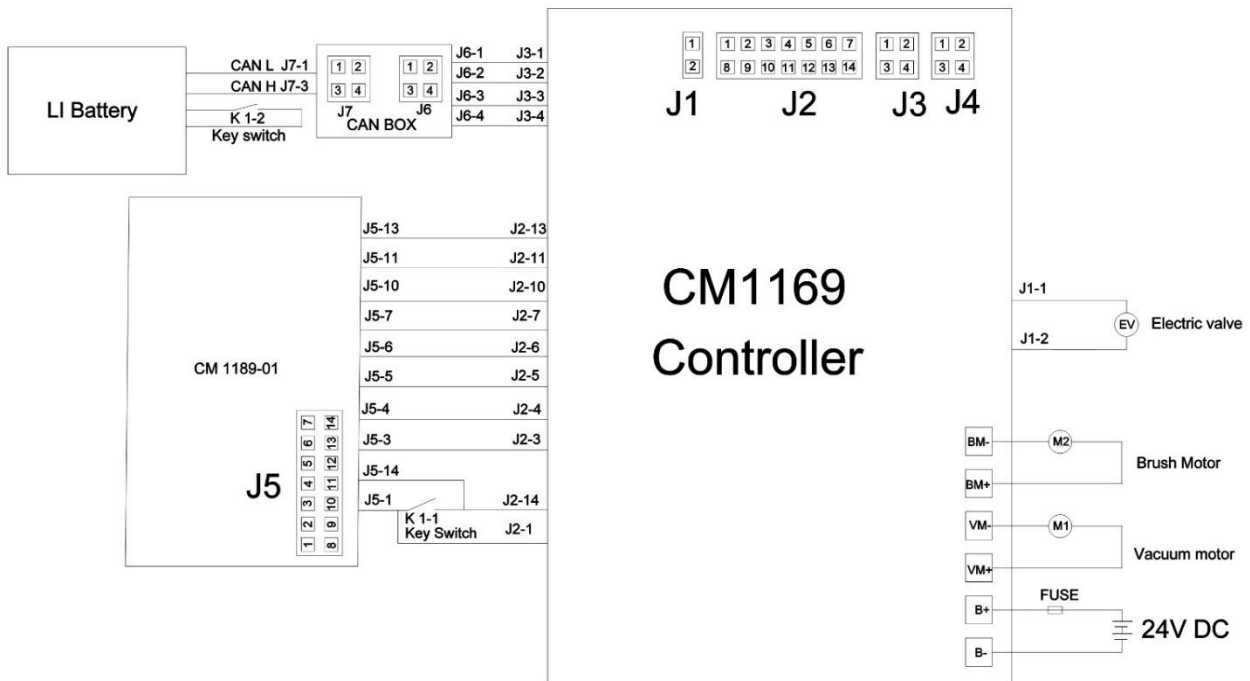 LI Battery
CAN L J7-1
CAN H J7-3
K 1-2
Key switch
1 2
3 4
J7
1 2
3 4
J6
CAN BOX
J6-1 J3-1
J6-2 J3-2
J6-3 J3-3
J6-4 J3-4
1
2
J1
1 2 3 4 5 6 7
8 9 10 11 12 13 14
J2
1 2
3 4
J3
1 2
3 4
J4
CM1169
Controller
CM 1189-01
J5
7 14
6 13
5 12
4 11
3 10
2 9
1 8
J5-13 J2-13
J5-11 J2-11
J5-10 J2-10
J5-7 J2-7
J5-6 J2-6
J5-5 J2-5
J5-4 J2-4
J5-3 J2-3
J5-14
J5-1 J2-14
K 1-1
Key Switch J2-1
J1-1
EV Electric valve
J1-2
BM- M2
Brush Motor
BM+
VM- M1
Vacuum motor
VM+
FUSE
B+
24V DC
B-